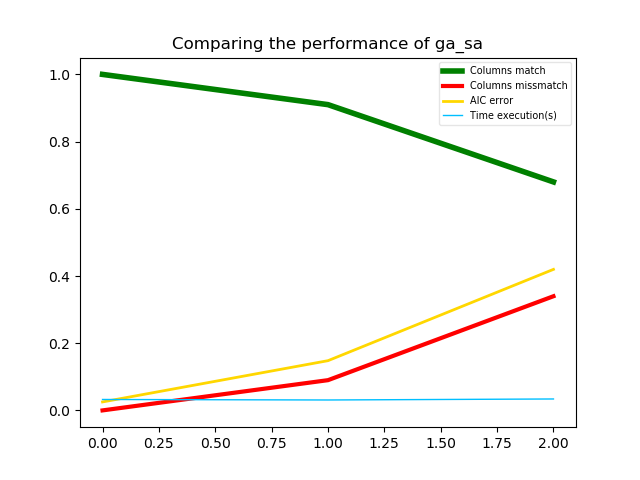 Comparing the performance of ga_sa
Columns match
Columns missmatch
AIC error
Time execution(s)
1.0
0.8
0.6
0.4
0.2
0.0
0.00 0.25 0.50 0.75 1.00 1.25 1.50 1.75 2.00